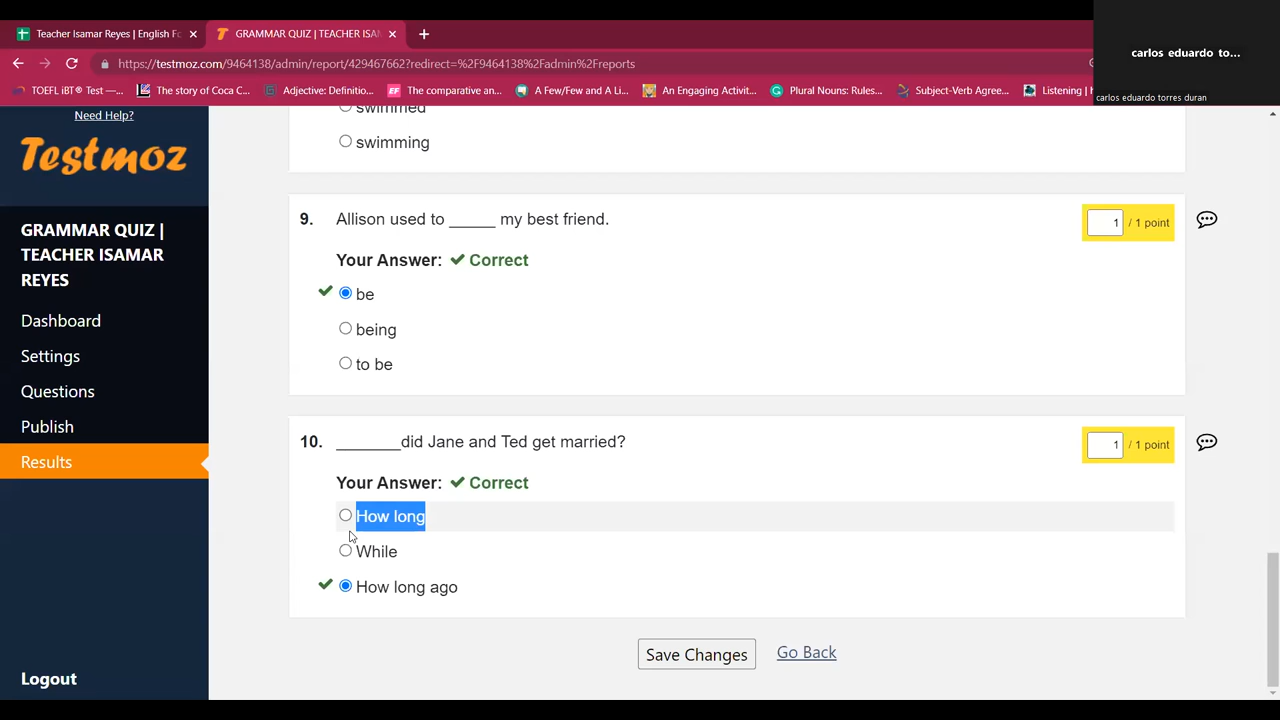 Teacher Isamar Reyes | English Fo
GRAMMAR QUIZ | TEACHER ISAM
carlos eduardo to...
https://testmoz.com/9464138/admin/report/429467662?redirect=%2F9464138%2Fadmin%2Freports
TOEFL iBT® Test —...
The story of Coca C...
Adjective: Definitio...
The comparative an...
A Few/Few and A Li...
An Engaging Activit...
Plural Nouns: Rules...
Subject-Verb Agree...
Listening |
carlos eduardo torres duran
Need Help?
Testmoz
GRAMMAR QUIZ |
TEACHER ISAMAR
REYES
Dashboard
Settings
Questions
Publish
Results
Logout
swimmed
swimming
9. Allison used to _____ my best friend.
1 / 1 point
Your Answer: ✔ Correct
be
being
to be
10. _______did Jane and Ted get married?
1 / 1 point
Your Answer: ✔ Correct
How long
While
How long ago
Save Changes
Go Back